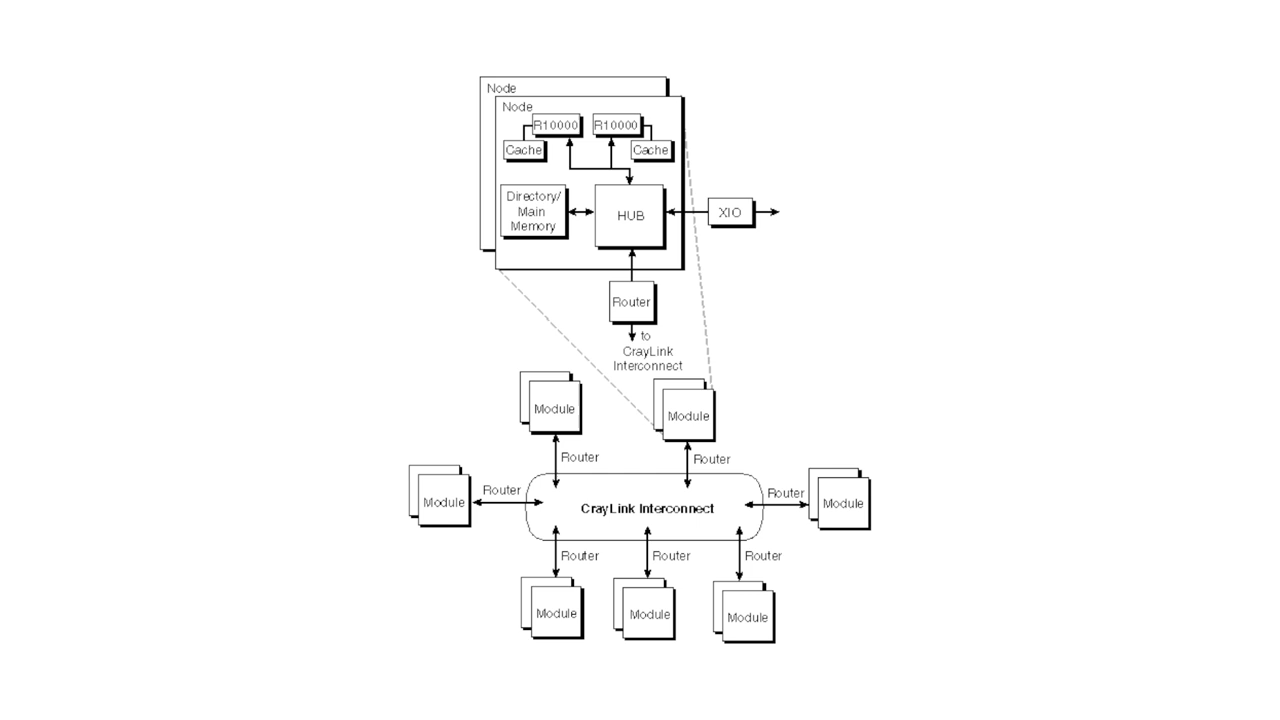 Node
Node
R10000
R10000
Cache
Cache
Directory/
Main
Memory
HUB
XIO
Router
to
CrayLink
Interconnect
Module
Module
Router
Router
Module
Router
Router
Module
CrayLink Interconnect
Router
Router
Router
Module
Module
Module